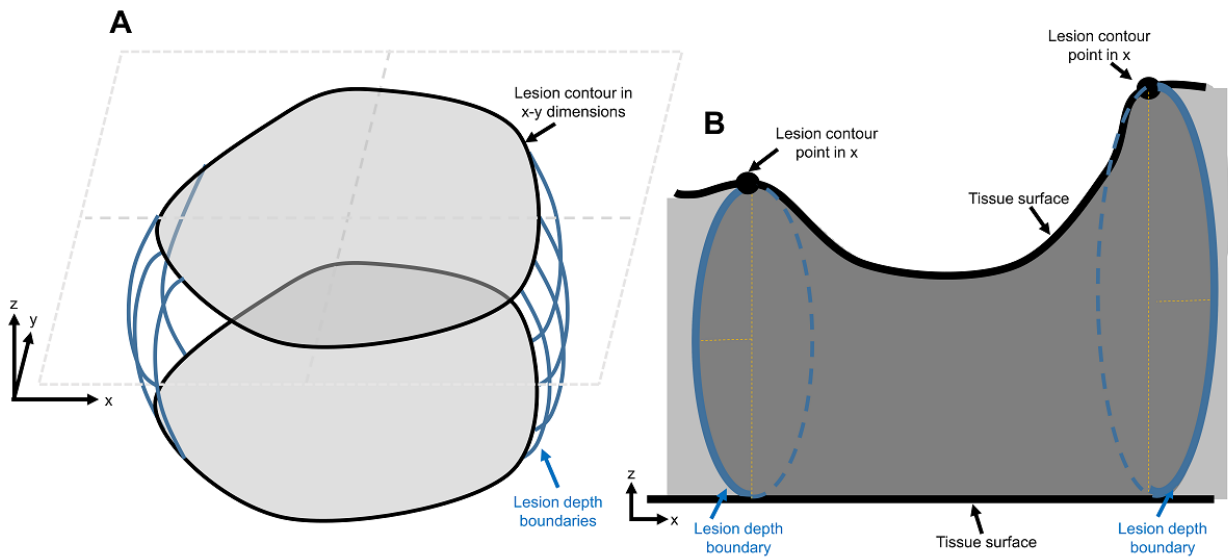 A
Lesion contour in
x-y dimensions
z
y
x
Lesion depth
boundaries
B
Lesion contour
point in x
Lesion contour
point in x
Tissue surface
z
x
Lesion depth
boundary
Tissue surface
Lesion depth
boundary